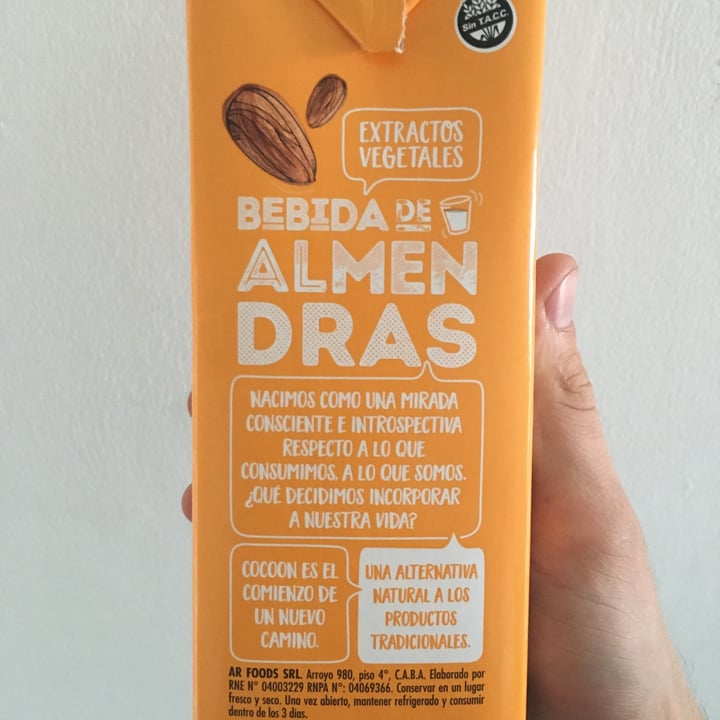 Sin T.A.C.C.
EXTRACTOS
VEGETALES
BEBIDA DE
ALMEN
DRAS
NACIMOS COMO UNA MIRADA
CONSCIENTE E INTROSPECTIVA
RESPECTO A LO QUE
CONSUMIMOS, A LO QUE SOMOS.
¿QUÉ DECIDIMOS INCORPORAR
A NUESTRA VIDA?
COCOON ES EL
COMIENZO DE
UN NUEVO
CAMINO.
UNA ALTERNATIVA
NATURAL A LOS
PRODUCTOS
TRADICIONALES.
AR FOODS SRL. Arroyo 980, piso 4°, C.A.B.A. Elaborado por
RNE N° 04003229 RNPA N°: 04069366. Conservar en un lugar
fresco y seco. Una vez abierto, mantener refrigerado y consumir
dentro de los 3 días.